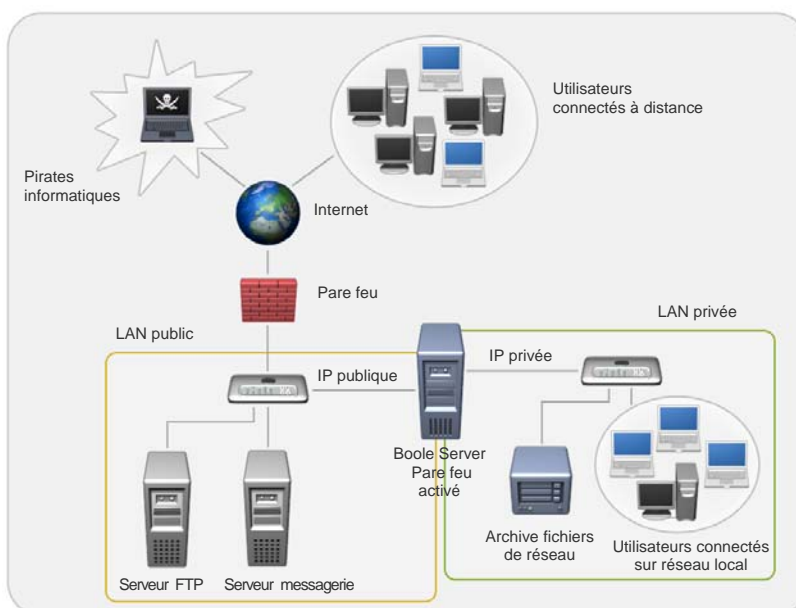 Utilisateurs
connectés à distance
Pirates
informatiques
Internet
Pare feu
LAN privée
LAN public
IP publique
IP privée
Boole Server
Pare feu
activé
Archive fichiers
de réseau
Utilisateurs connectés
sur réseau local
Serveur FTP
Serveur messagerie